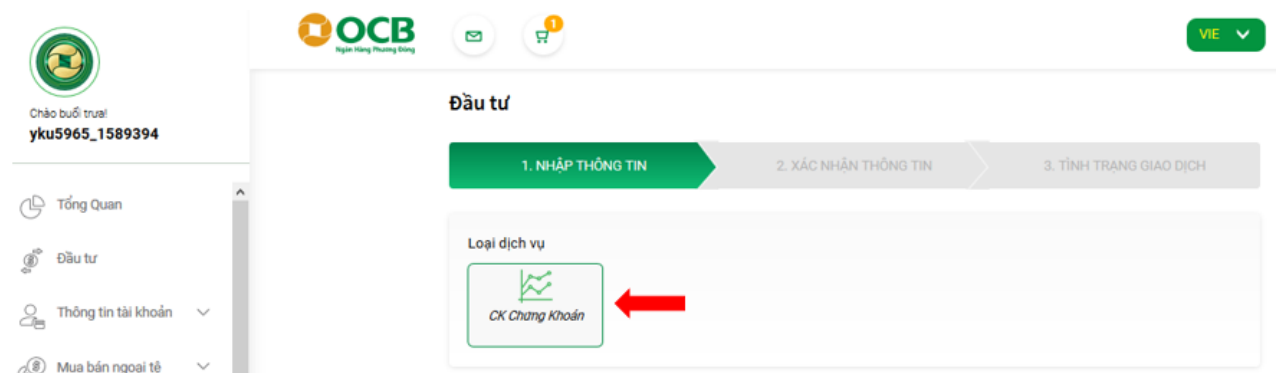 Chào buổi trưa!
yku5965_1589394
Tổng Quan
Đầu tư
Thông tin tài khoản
Mua bán ngoại tệ
OCB
Ngân Hàng Phương Đông
1
VIE
Đầu tư
1. NHẬP THÔNG TIN
2. XÁC NHẬN THÔNG TIN
3. TÌNH TRẠNG GIAO DỊCH
Loại dịch vụ
CK Chưng Khoán